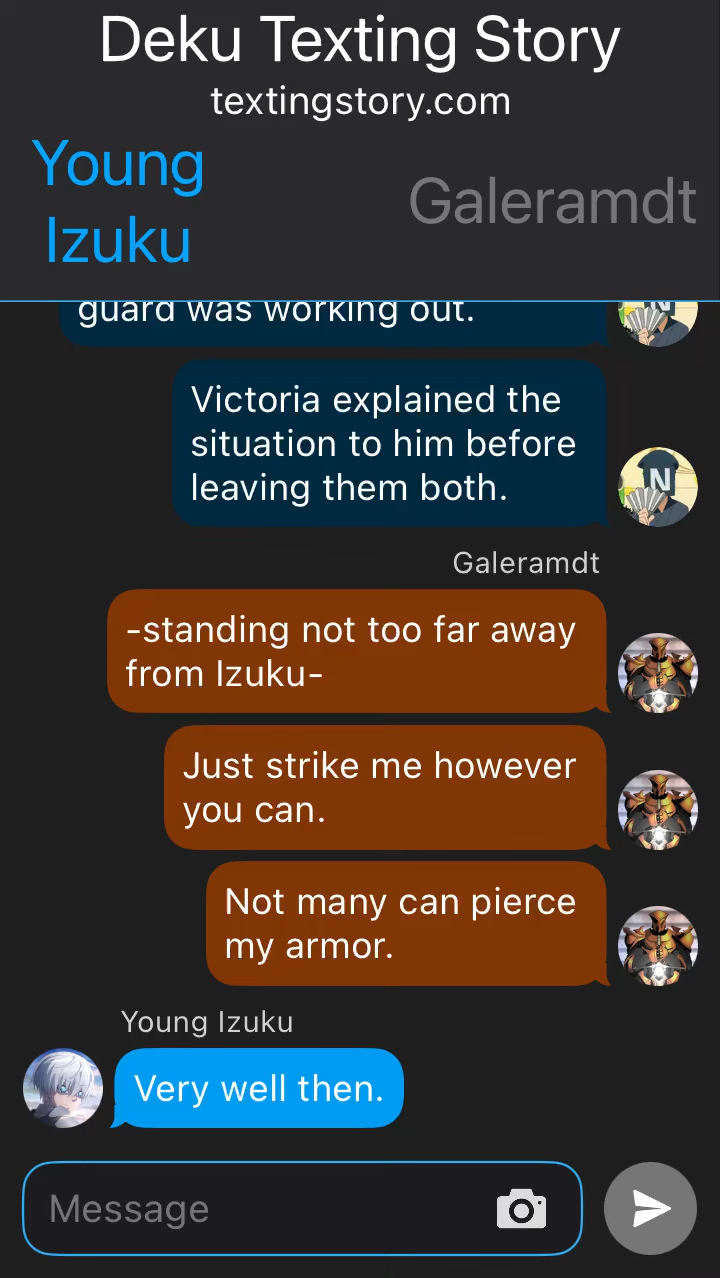 Deku Texting Story
textingstory.com
Young
Izuku
Galeramdt
guard was working out.
N
Victoria explained the
situation to him before
leaving them both.
N
Galeramdt
-standing not too far away
from Izuku-
Just strike me however
you can.
Not many can pierce
my armor.
Young Izuku
Very well then.
Message